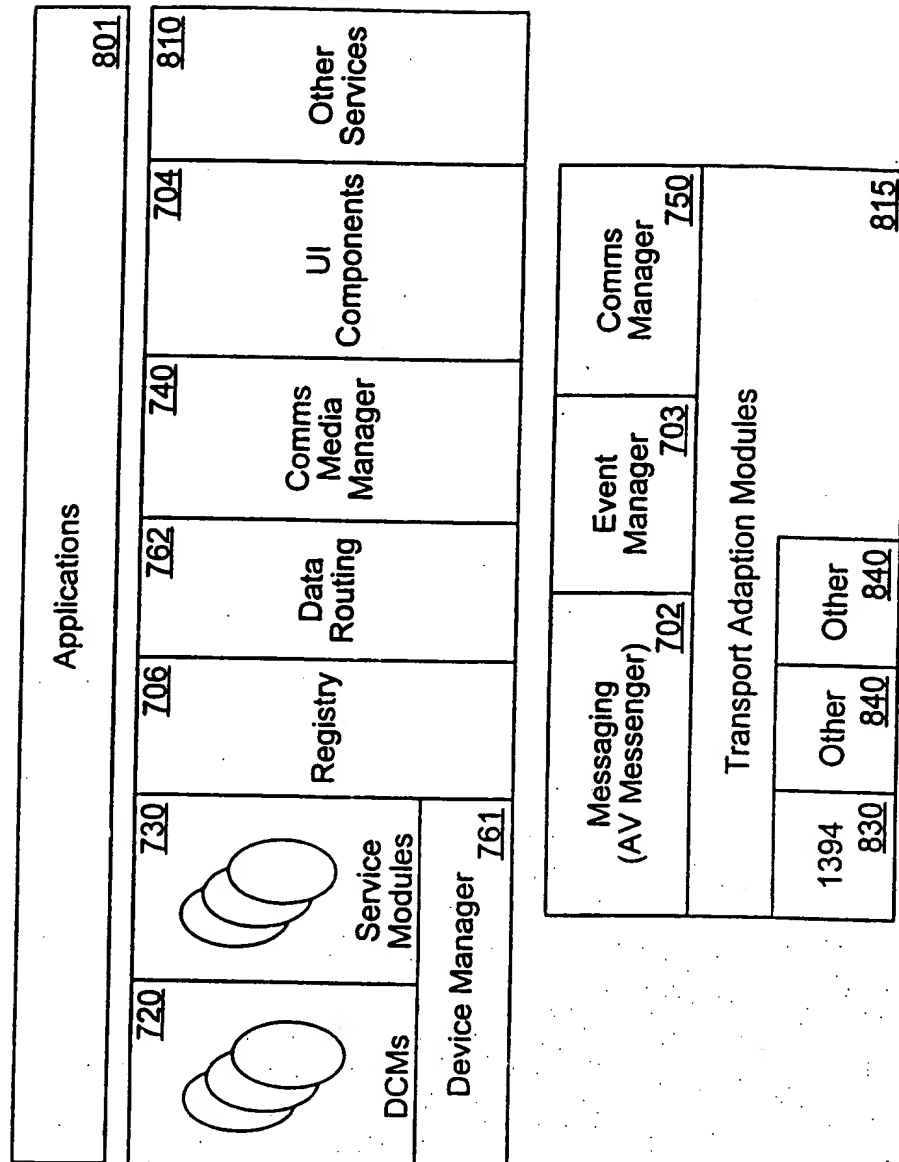 Applications
801
720
DCMs
730
Service
Modules
Device Manager
761
Registry
706
Data
Routing
762
Comms
Media
Manager
740
UI
Components
704
Other
Services
810
Messaging
(AV Messenger)
702
Event
Manager
703
Comms
Manager
750
Transport Adaption Modules
815
1394
830
Other
840
Other
840